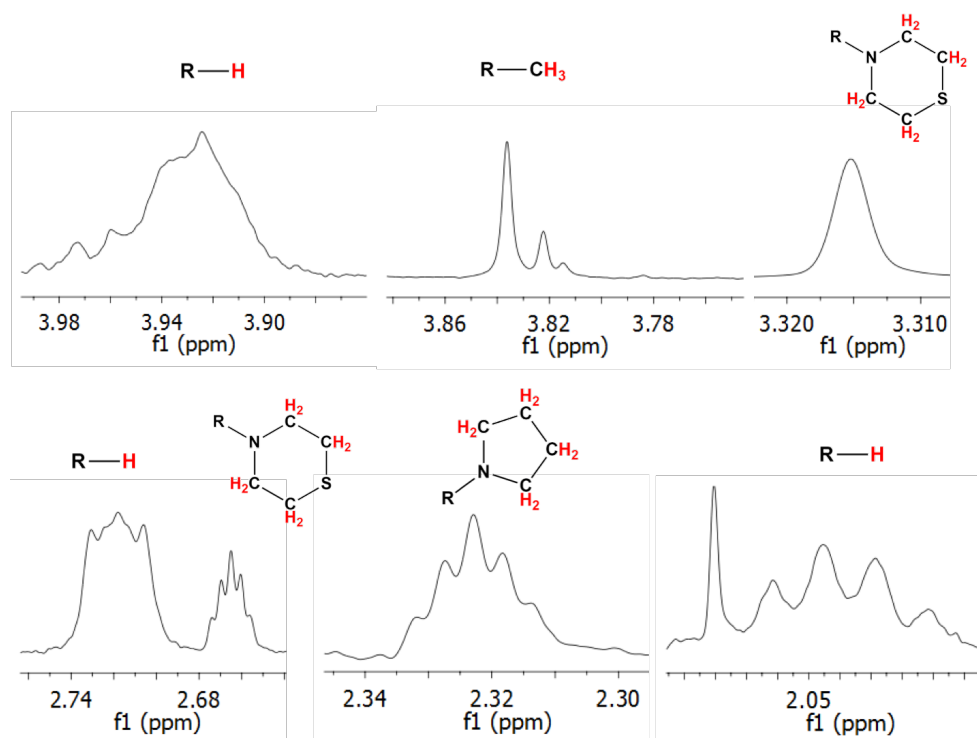 R—H
R—CH3
R
N
H2
C
CH2
H2C
S
C
H2
3.98 3.94 3.90
f1 (ppm)
3.86 3.82 3.78
f1 (ppm)
3.320 3.310
f1 (ppm)
R—H
R
N
H2
C
CH2
H2C
S
C
H2
H2
C
H2C
CH2
N
C
H2
R
R—H
2.74 2.68
f1 (ppm)
2.34 2.32 2.30
f1 (ppm)
2.05
f1 (ppm)